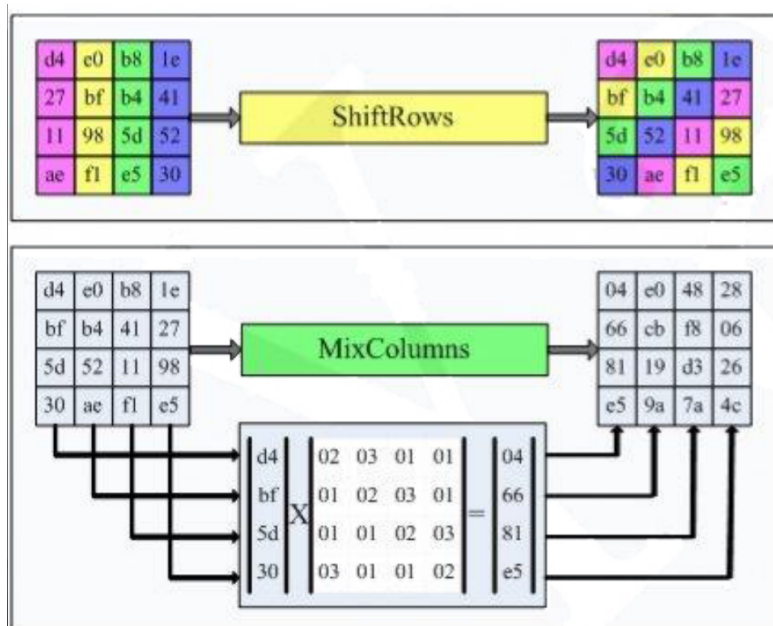 d4 e0 b8 1e
27 bf b4 41
11 98 5d 52
ae f1 e5 30
ShiftRows
d4 e0 b8 1e
bf b4 41 27
5d 52 11 98
30 ae f1 e5
d4 e0 b8 1e
bf b4 41 27
5d 52 11 98
30 ae f1 e5
MixColumns
04 e0 48 28
66 cb f8 06
81 19 d3 26
e5 9a 7a 4c
d4 02 03 01 01 04
bf X 01 02 03 01 = 66
5d 01 01 02 03 81
30 03 01 01 02 e5